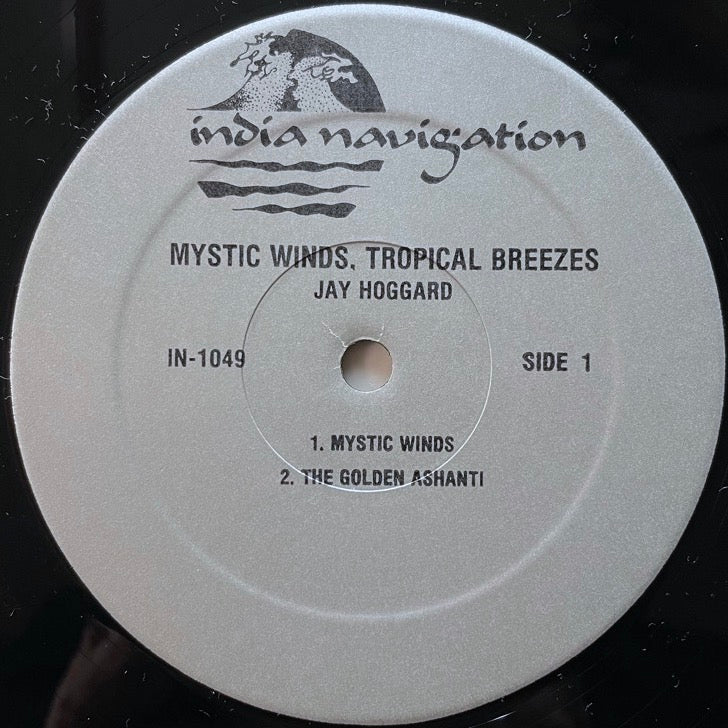 india navigation
MYSTIC WINDS, TROPICAL BREEZES
JAY HOGGARD
IN-1049
SIDE 1
1. MYSTIC WINDS
2. THE GOLDEN ASHANTI